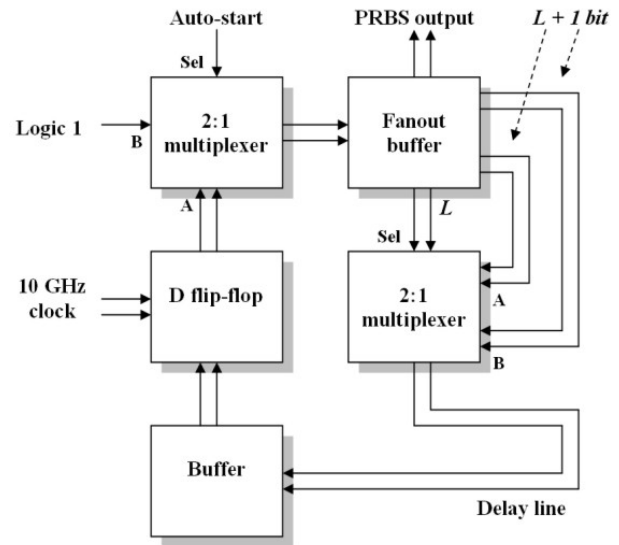 Auto-start
PRBS output
L + 1 bit
Sel
Logic 1
B
2:1
multiplexer
Fanout
buffer
A
L
Sel
10 GHz
clock
D flip-flop
2:1
multiplexer
A
B
Buffer
Delay line